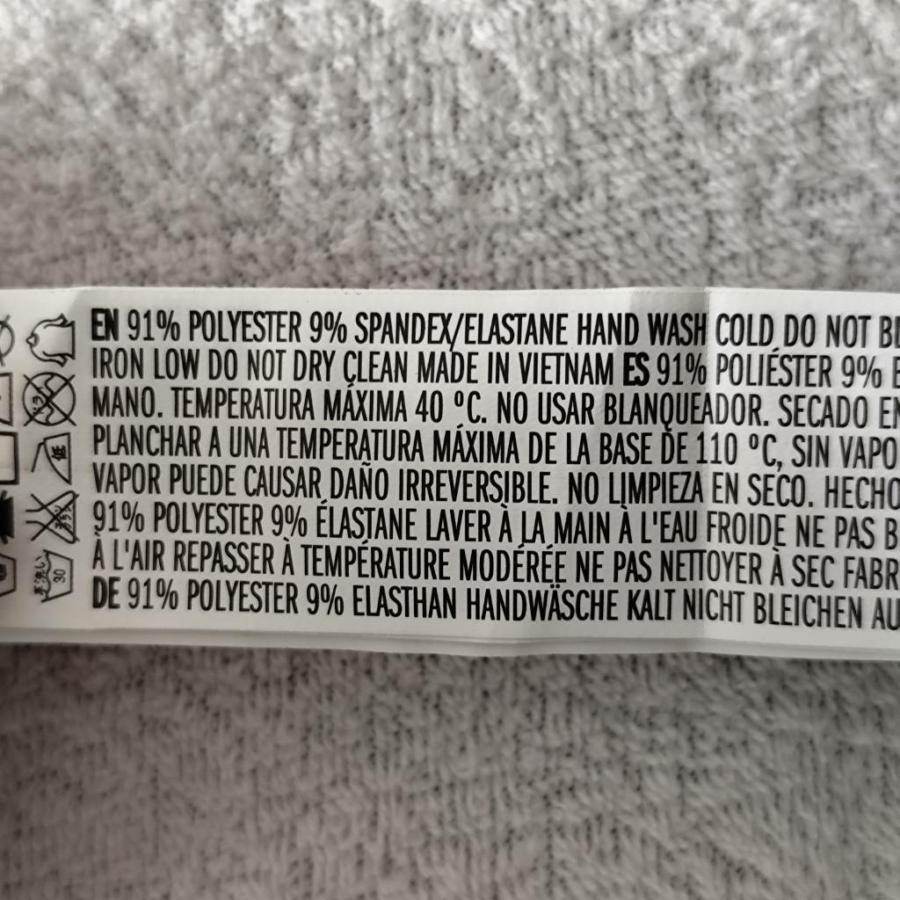 EN 91% POLYESTER 9% SPANDEX/ELASTANE HAND WASH COLD DO NOT
IRON LOW DO NOT DRY CLEAN MADE IN VIETNAM ES 91% POLIÉSTER 9%
MANO. TEMPERATURA MÁXIMA 40 ºC. NO USAR BLANQUEADOR. SECADO
PLANCHAR A UNA TEMPERATURA MÁXIMA DE LA BASE DE 110 ºC, SIN
VAPOR PUEDE CAUSAR DAÑO IRREVERSIBLE. NO LIMPIEZA EN SECO.
91% POLYESTER 9% ÉLASTANE LAVER À LA MAIN À L'EAU FROIDE NE PAS
À L'AIR REPASSER À TEMPÉRATURE MODÉRÉE NE PAS NETTOYER À SEC
DE 91% POLYESTER 9% ELASTHAN HANDWÄSCHE KALT NICHT BLEICHEN
低
30